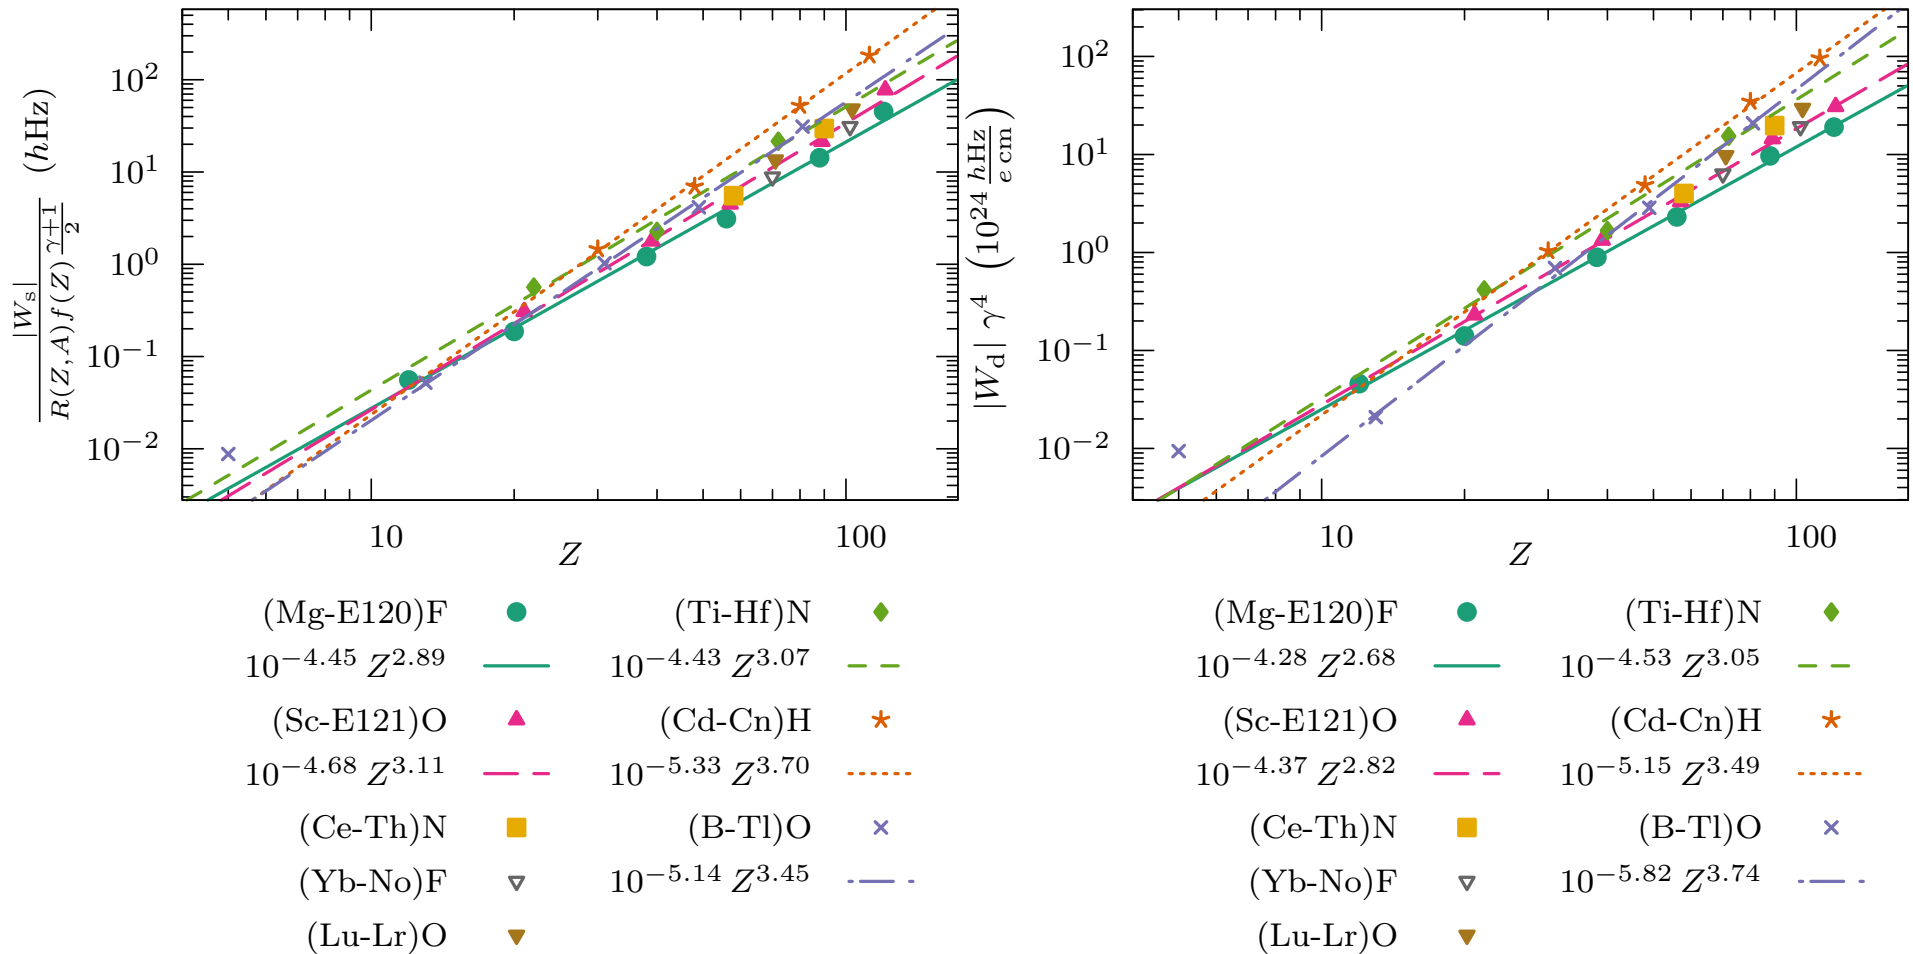 |W_s| / R(Z,A) f(Z) (γ+1)/2 (hHz)
10^2
10^1
10^0
10^−1
10^−2
10
100
Z
(Mg-E120)F
10^−4.45 Z^2.89
(Sc-E121)O
10^−4.68 Z^3.11
(Ce-Th)N
(Yb-No)F
(Lu-Lr)O
(Ti-Hf)N
10^−4.43 Z^3.07
(Cd-Cn)H
10^−5.33 Z^3.70
(B-Tl)O
10^−5.14 Z^3.45
|W_d| γ^4 (10^24 hHz / e cm)
10^2
10^1
10^0
10^−1
10^−2
10
100
Z
(Mg-E120)F
10^−4.28 Z^2.68
(Sc-E121)O
10^−4.37 Z^2.82
(Ce-Th)N
(Yb-No)F
(Lu-Lr)O
(Ti-Hf)N
10^−4.53 Z^3.05
(Cd-Cn)H
10^−5.15 Z^3.49
(B-Tl)O
10^−5.82 Z^3.74